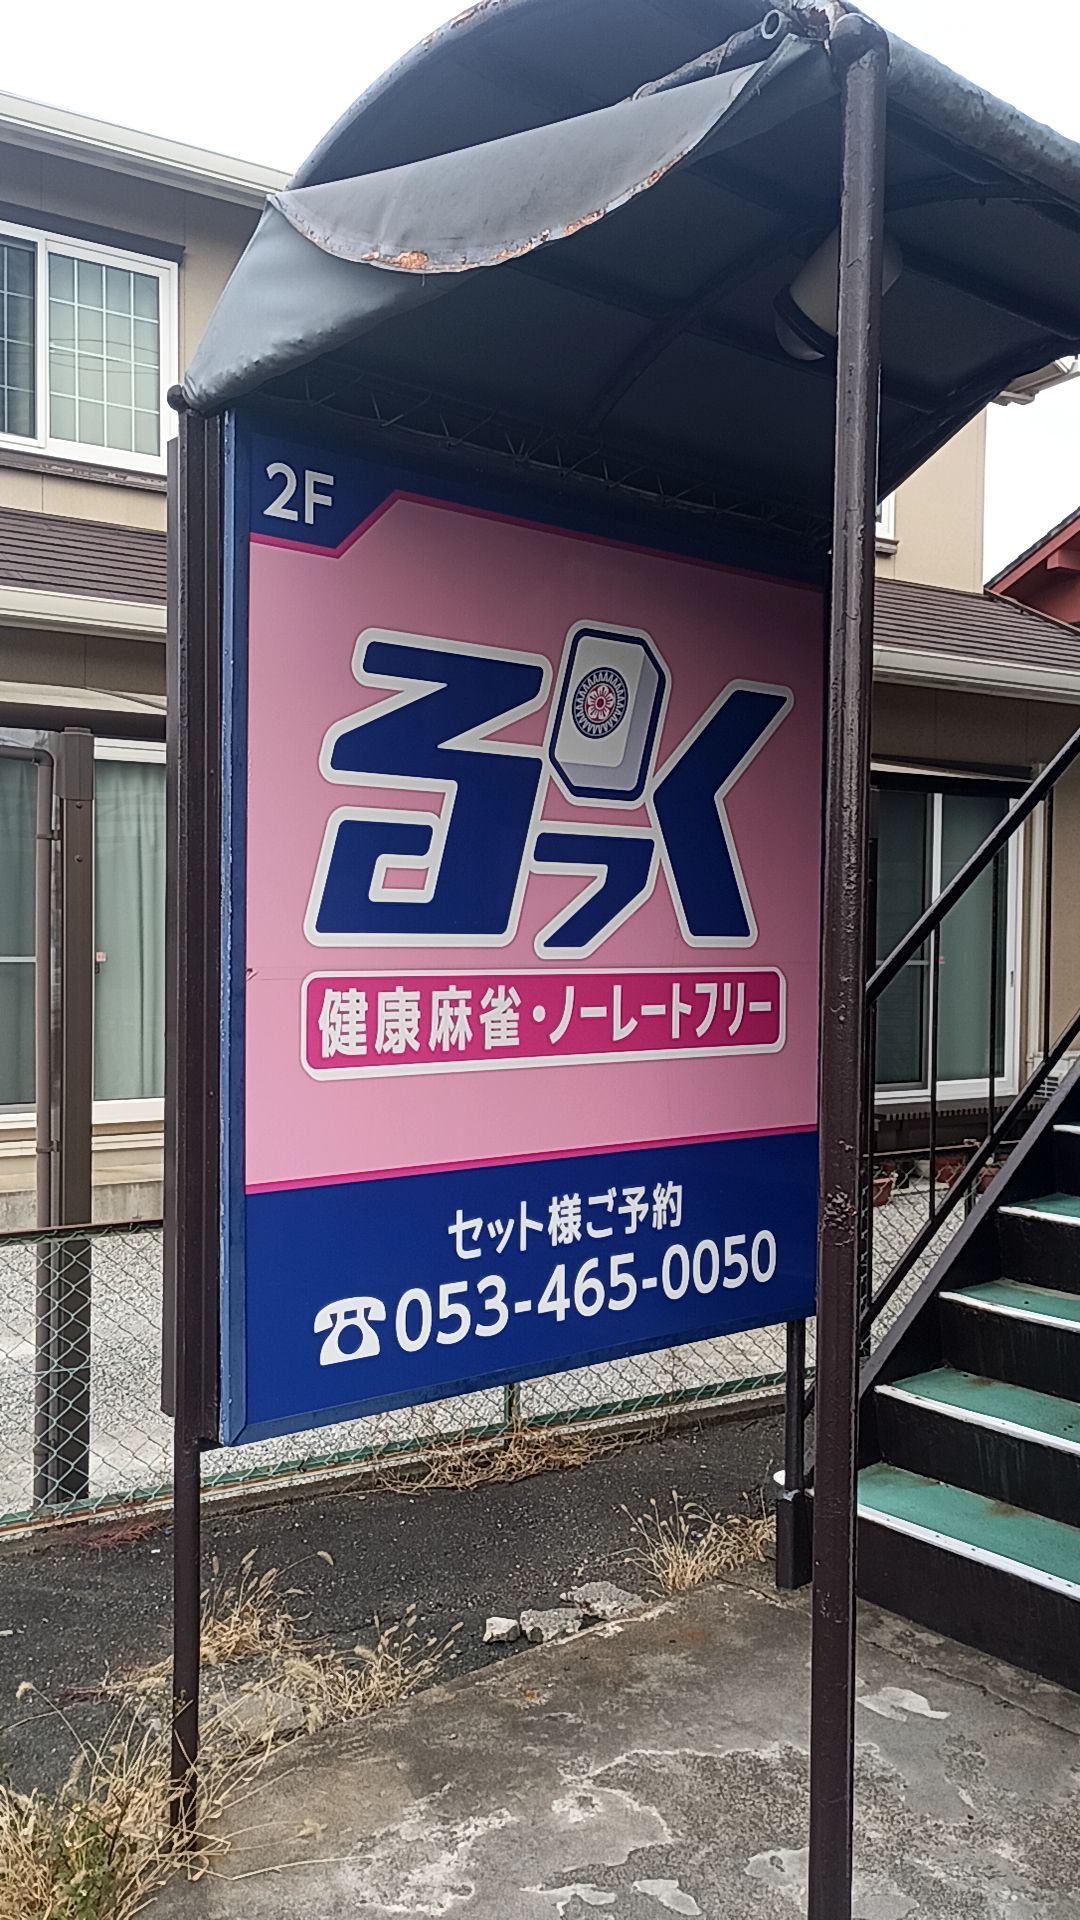 2F
るっく
健康麻雀・ノーレートフリー
セット様ご予約
☎053-465-0050